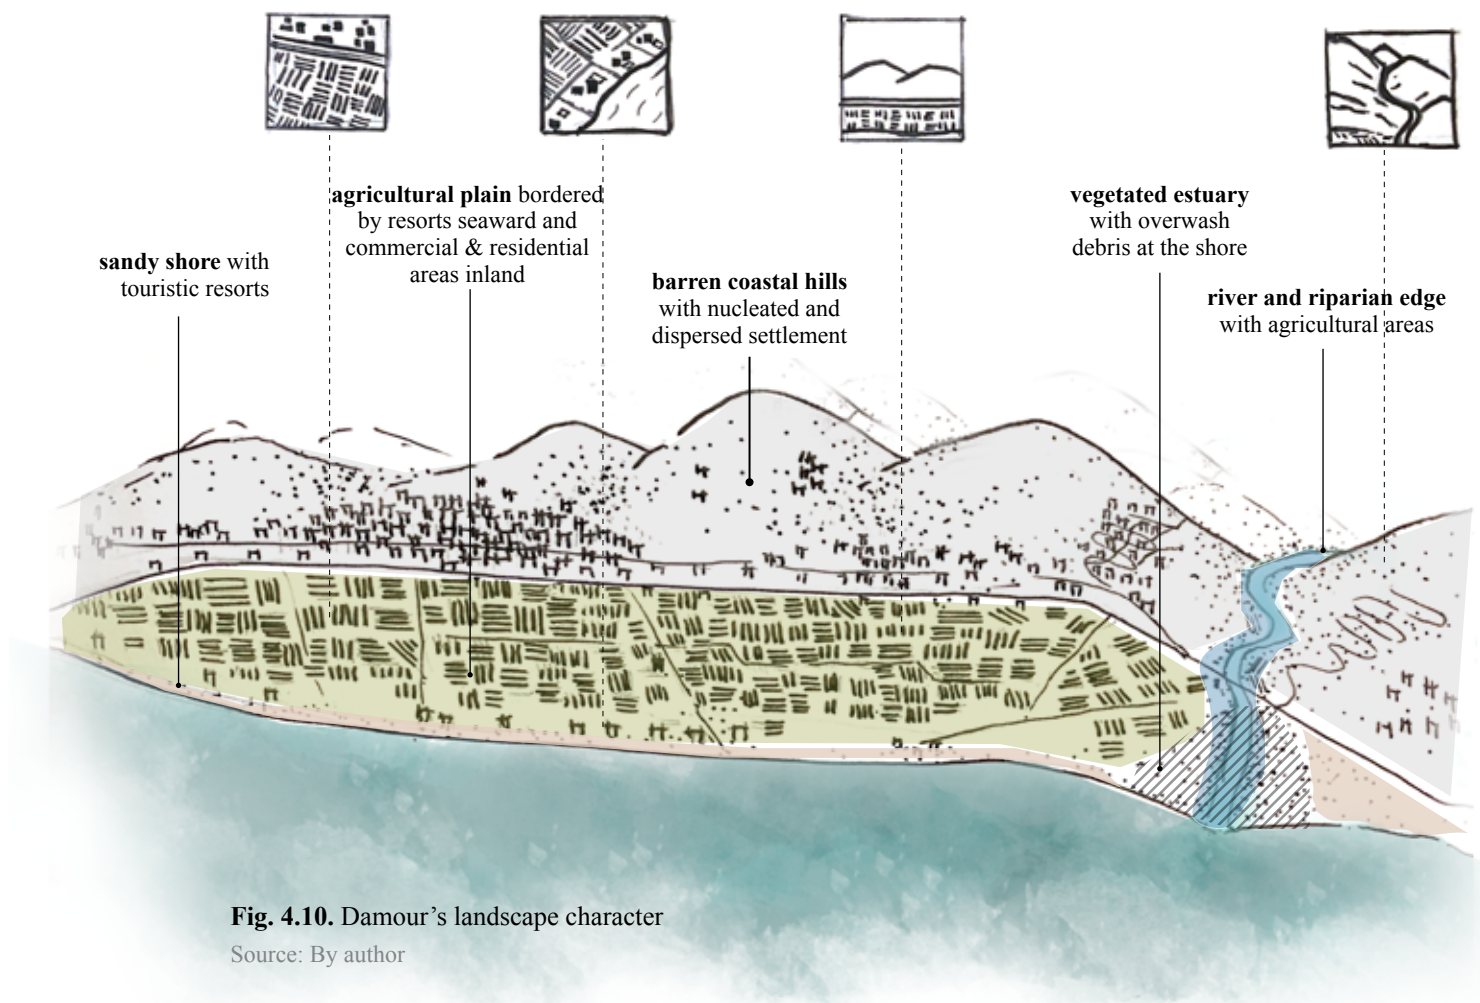 agricultural plain bordered
by resorts seaward and
commercial & residential
areas inland
vegetated estuary
with overwash
debris at the shore
sandy shore with
touristic resorts
barren coastal hills
with nucleated and
dispersed settlement
river and riparian edge
with agricultural areas
Fig. 4.10. Damour’s landscape character
Source: By author